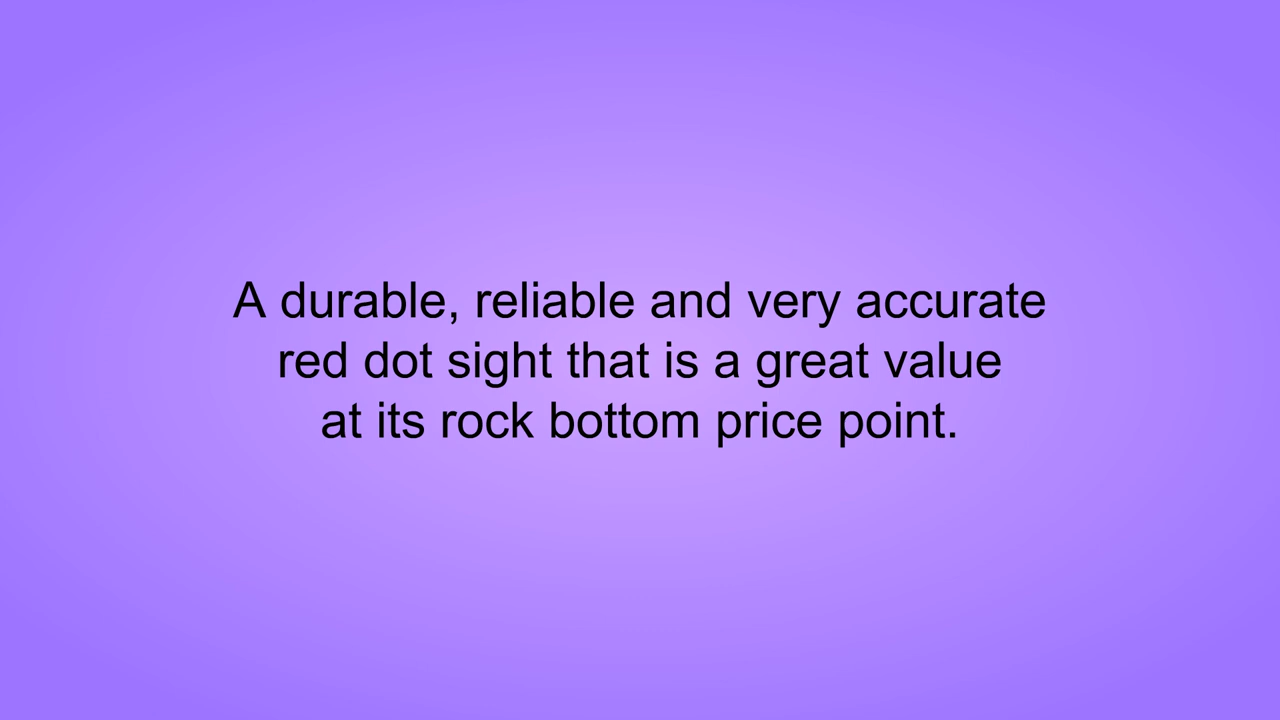 A durable, reliable and very accurate
red dot sight that is a great value
at its rock bottom price point.